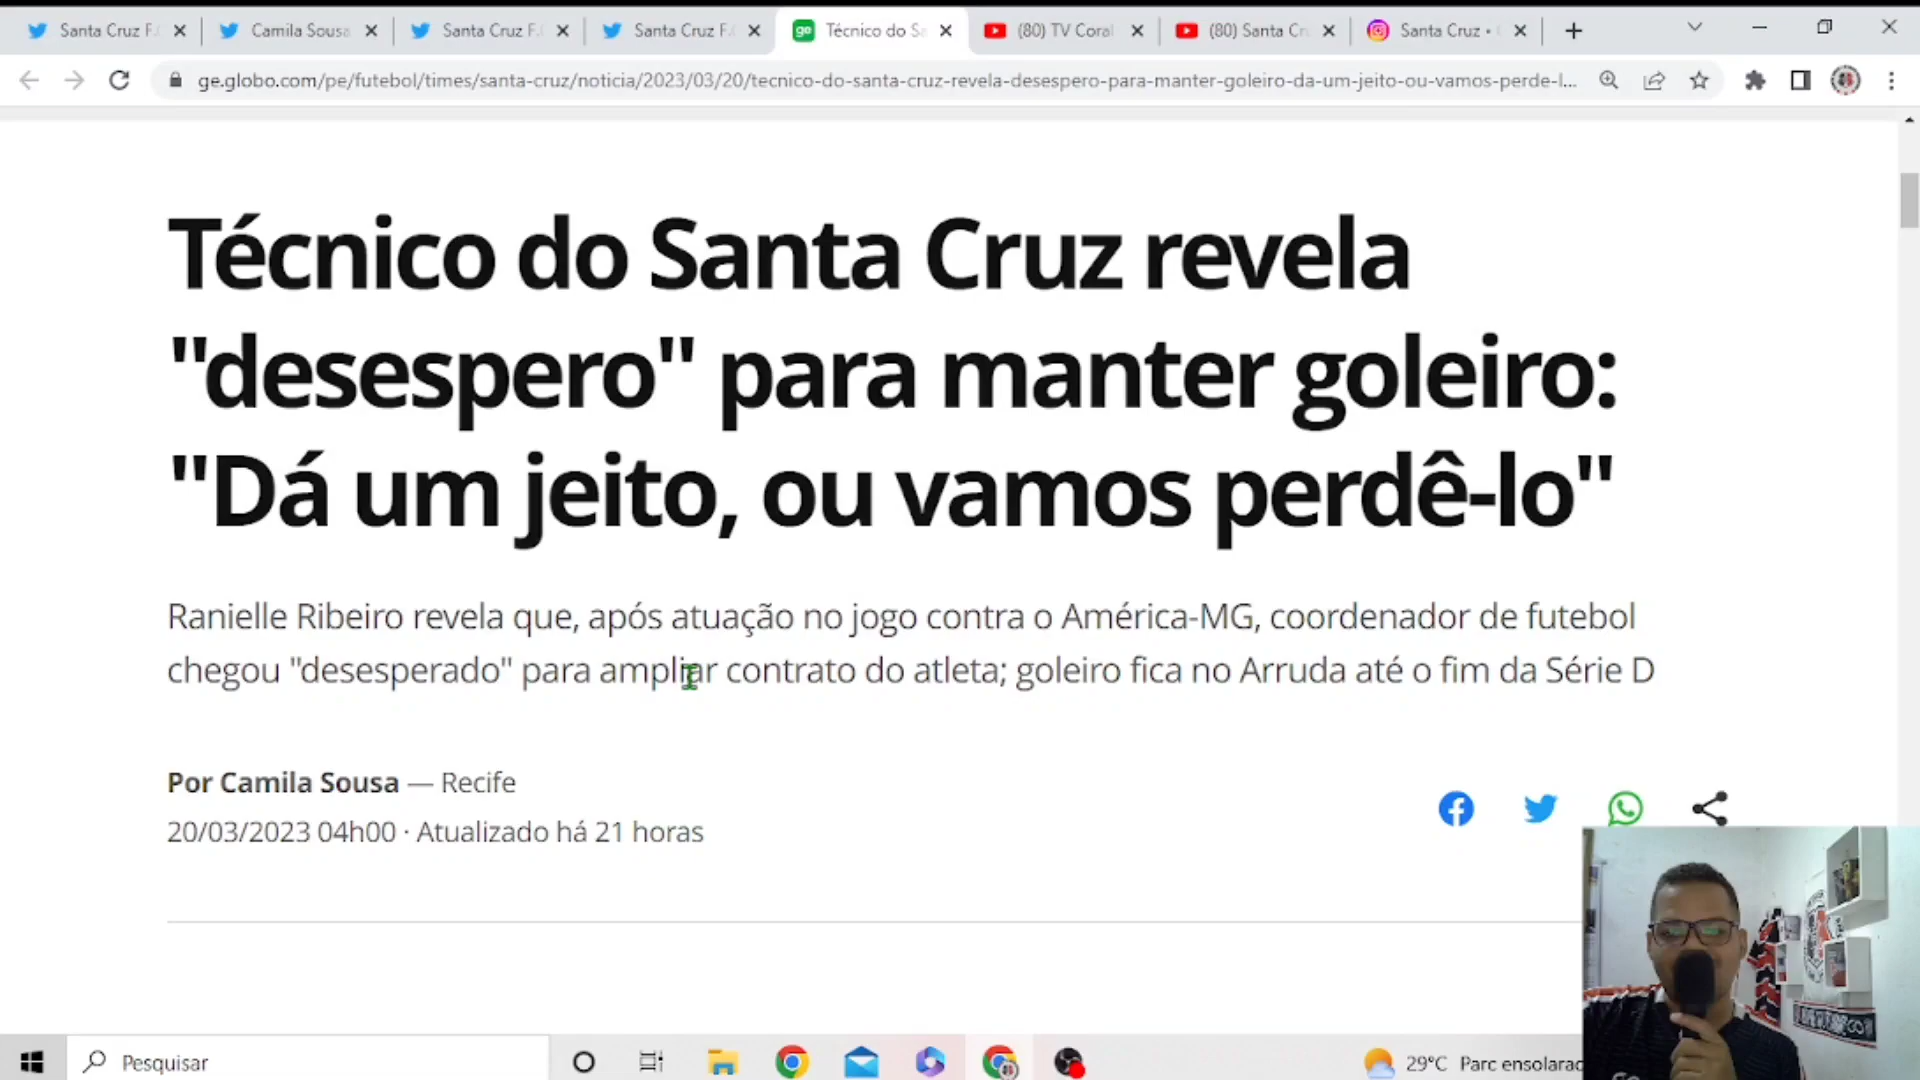 Santa Cruz F.
Camila Sousa
Santa Cruz F.
Santa Cruz F.
ge
Técnico do Sa
(80) TV Coral
(80) Santa Cr
Santa Cruz •
ge.globo.com/pe/futebol/times/santa-cruz/noticia/2023/03/20/tecnico-do-santa-cruz-revela-desespero-para-manter-goleiro-da-um-jeito-ou-vamos-perde-l...
Técnico do Santa Cruz revela
"desespero" para manter goleiro:
"Dá um jeito, ou vamos perdê-lo"
Ranielle Ribeiro revela que, após atuação no jogo contra o América-MG, coordenador de futebol
chegou "desesperado" para ampliar contrato do atleta; goleiro fica no Arruda até o fim da Série D
Por Camila Sousa — Recife
20/03/2023 04h00 · Atualizado há 21 horas
Pesquisar
29°C Parc ensolarad